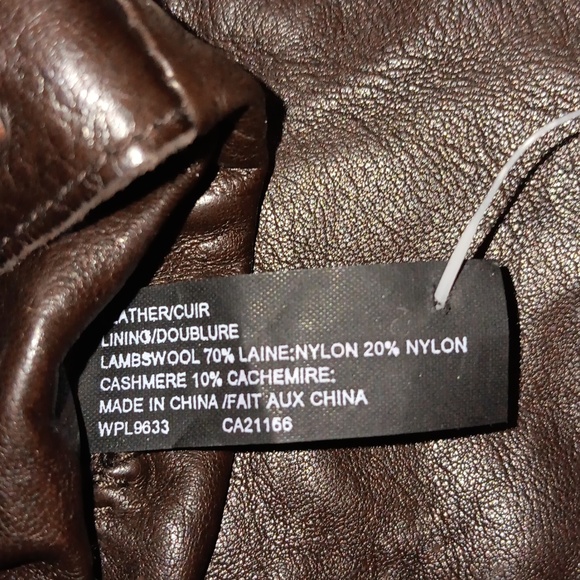 LEATHER/CUIR
LINING/DOUBLURE
LAMBSWOOL 70% LAINE;NYLON 20% NYLON
CASHMERE 10% CACHEMIRE;
MADE IN CHINA/FAIT AUX CHINA
WPL9633 CA21156